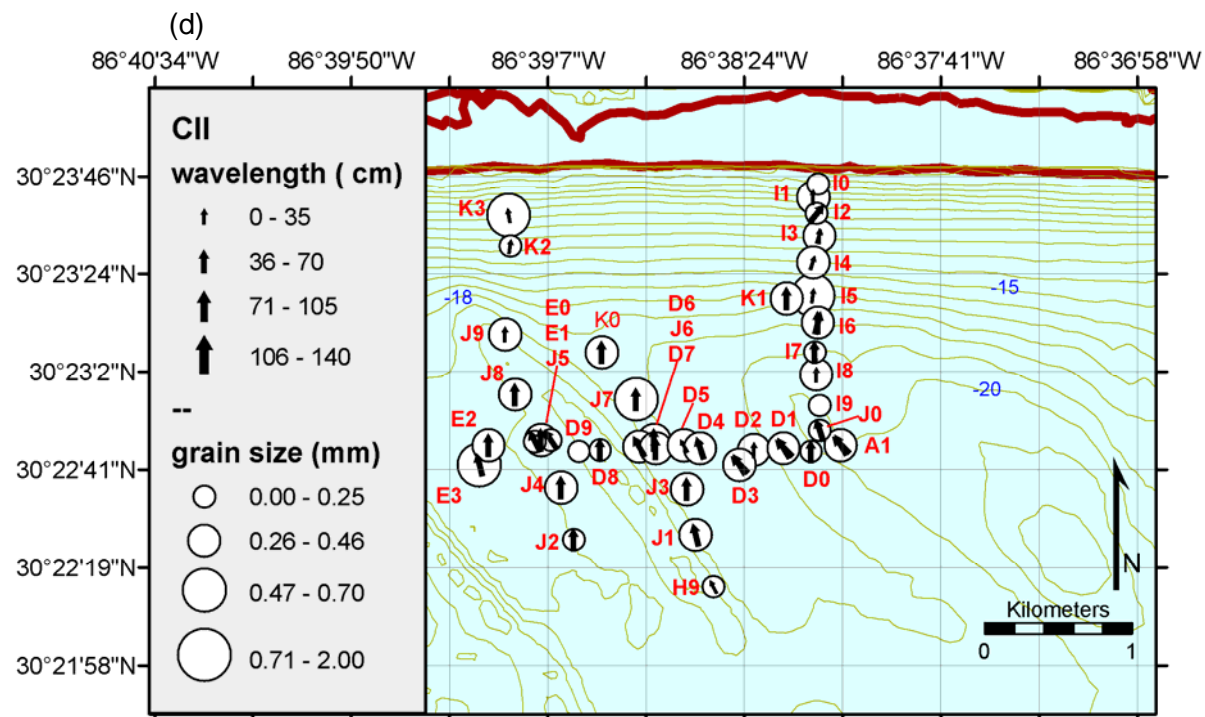 (d)
86°40'34"W 86°39'50"W 86°39'7"W 86°38'24"W 86°37'41"W 86°36'58"W
CII
wavelength ( cm)
0 - 35
36 - 70
71 - 105
106 - 140
--
grain size (mm)
0.00 - 0.25
0.26 - 0.46
0.47 - 0.70
0.71 - 2.00
30°23'46"N
30°23'24"N
30°23'2"N
30°22'41"N
30°22'19"N
30°21'58"N
I0
I1
I2
K3
I3
K2
I4
-18
K1
I5
-15
E0
D6
K0
I6
E1
J6
J9
J5
D7
I7
I8
J8
-20
J7
D5
I9
J0
E2
D9
D4
D2
D1
A1
E3
D8
D3
D0
J4
J3
J2
J1
H9
N
Kilometers
0 1